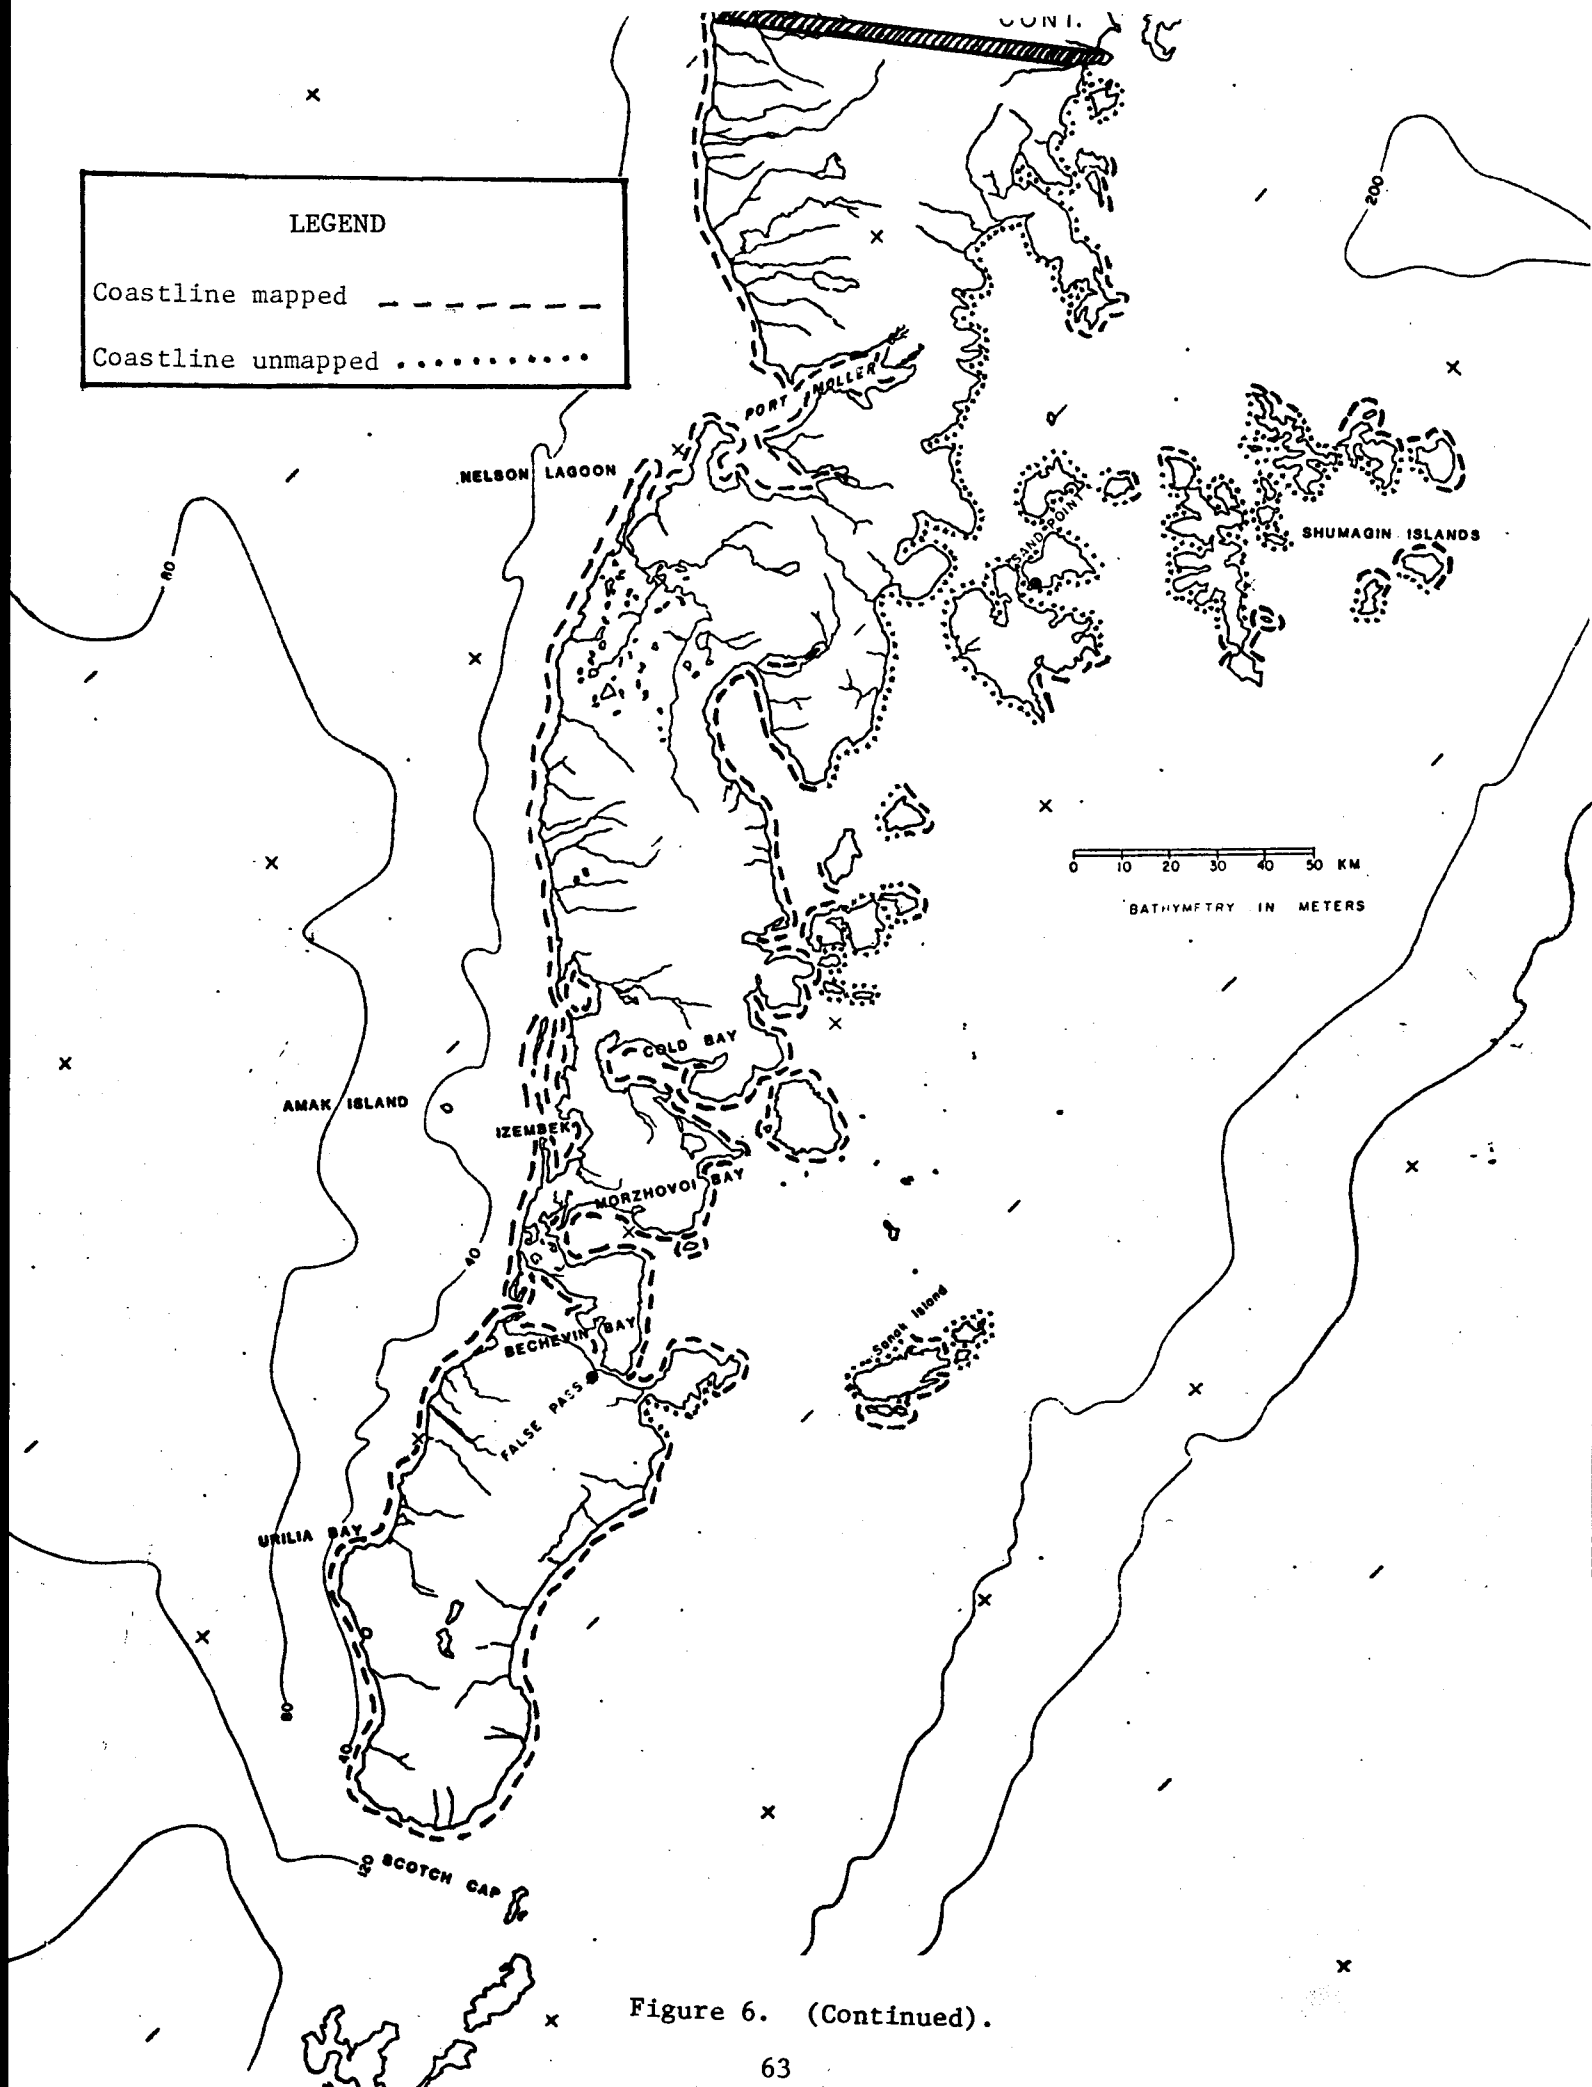 CONT.
200
LEGEND
Coastline mapped
Coastline unmapped
PORT MOLLER
NELSON LAGOON
SAND POINT
SHUMAGIN ISLANDS
80
0 10 20 30 40 50 KM
BATHYMETRY IN METERS
COLD BAY
AMAK ISLAND
IZEMBEK
MORZHOVOI BAY
40
Sanak Island
BECHEVIN BAY
FALSE PASS
URILIA BAY
80
40
120
SCOTCH CAP
Figure 6. (Continued).
63